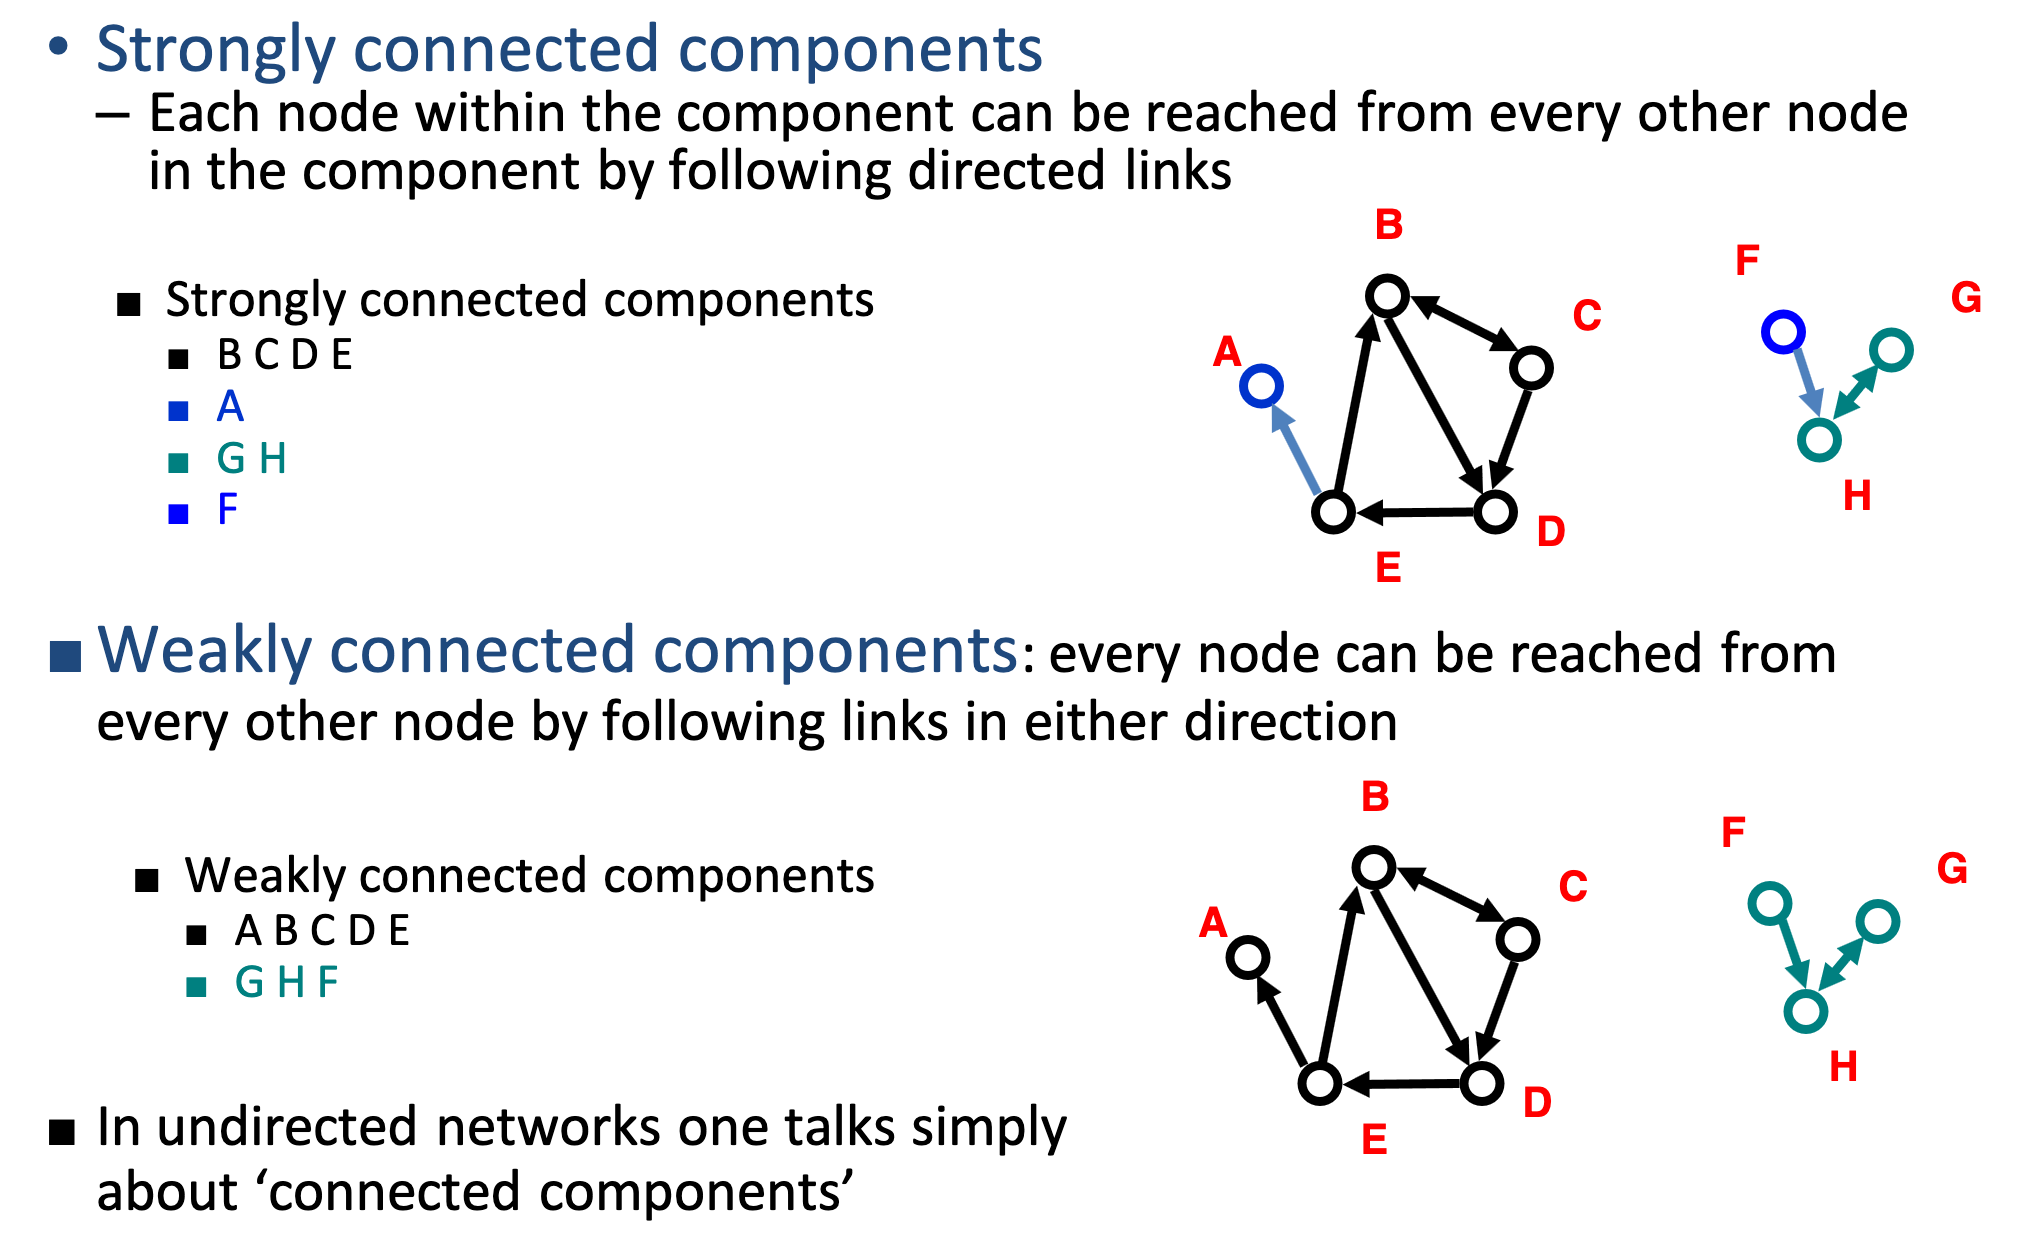 • Strongly connected components
– Each node within the component can be reached from every other node
in the component by following directed links
■ Strongly connected components
■ B C D E
■ A
■ G H
■ F
B
F
G
C
A
H
D
E
■ Weakly connected components: every node can be reached from
every other node by following links in either direction
■ Weakly connected components
■ A B C D E
■ G H F
B
F
G
C
A
H
D
E
■ In undirected networks one talks simply
about ‘connected components’